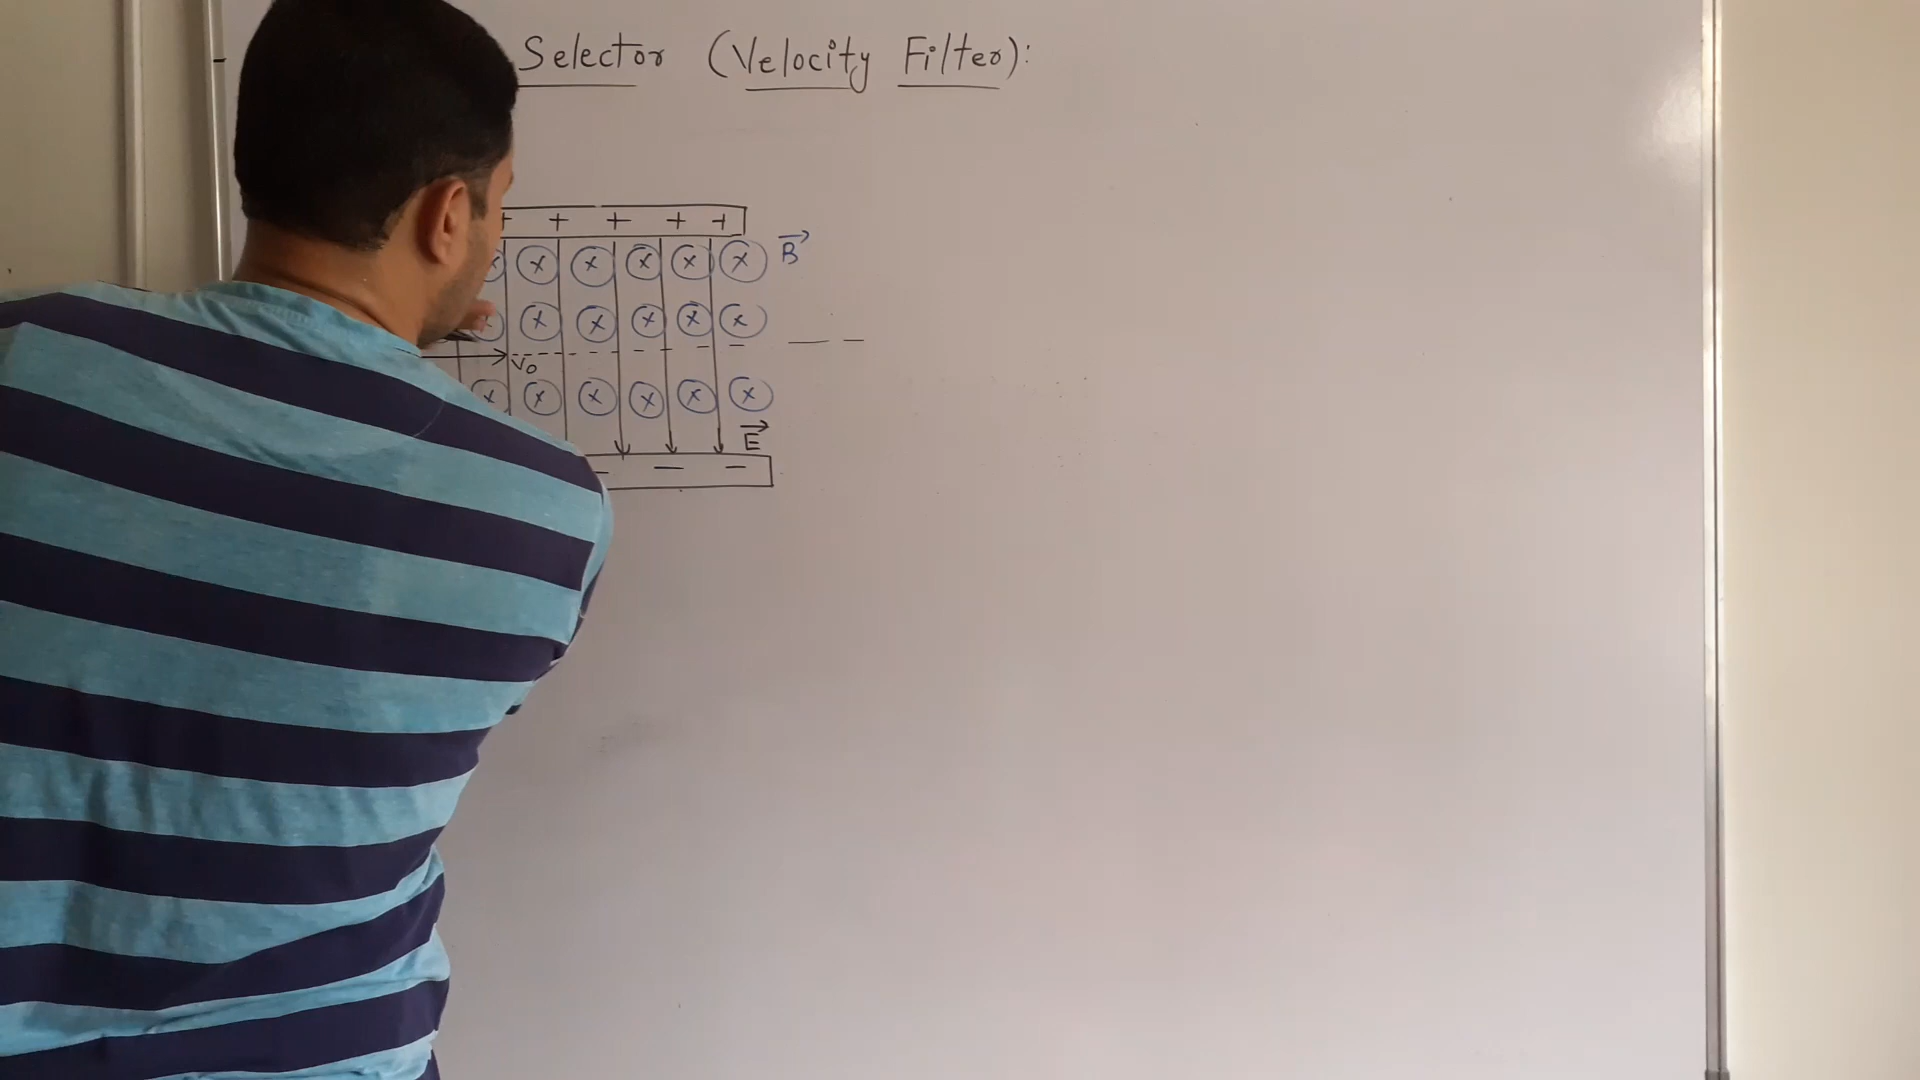 Selector (Velocity Filter):
+ + + + +
x x x x x x B
x x x x x x
V₀
x x x x x x
E
- - -